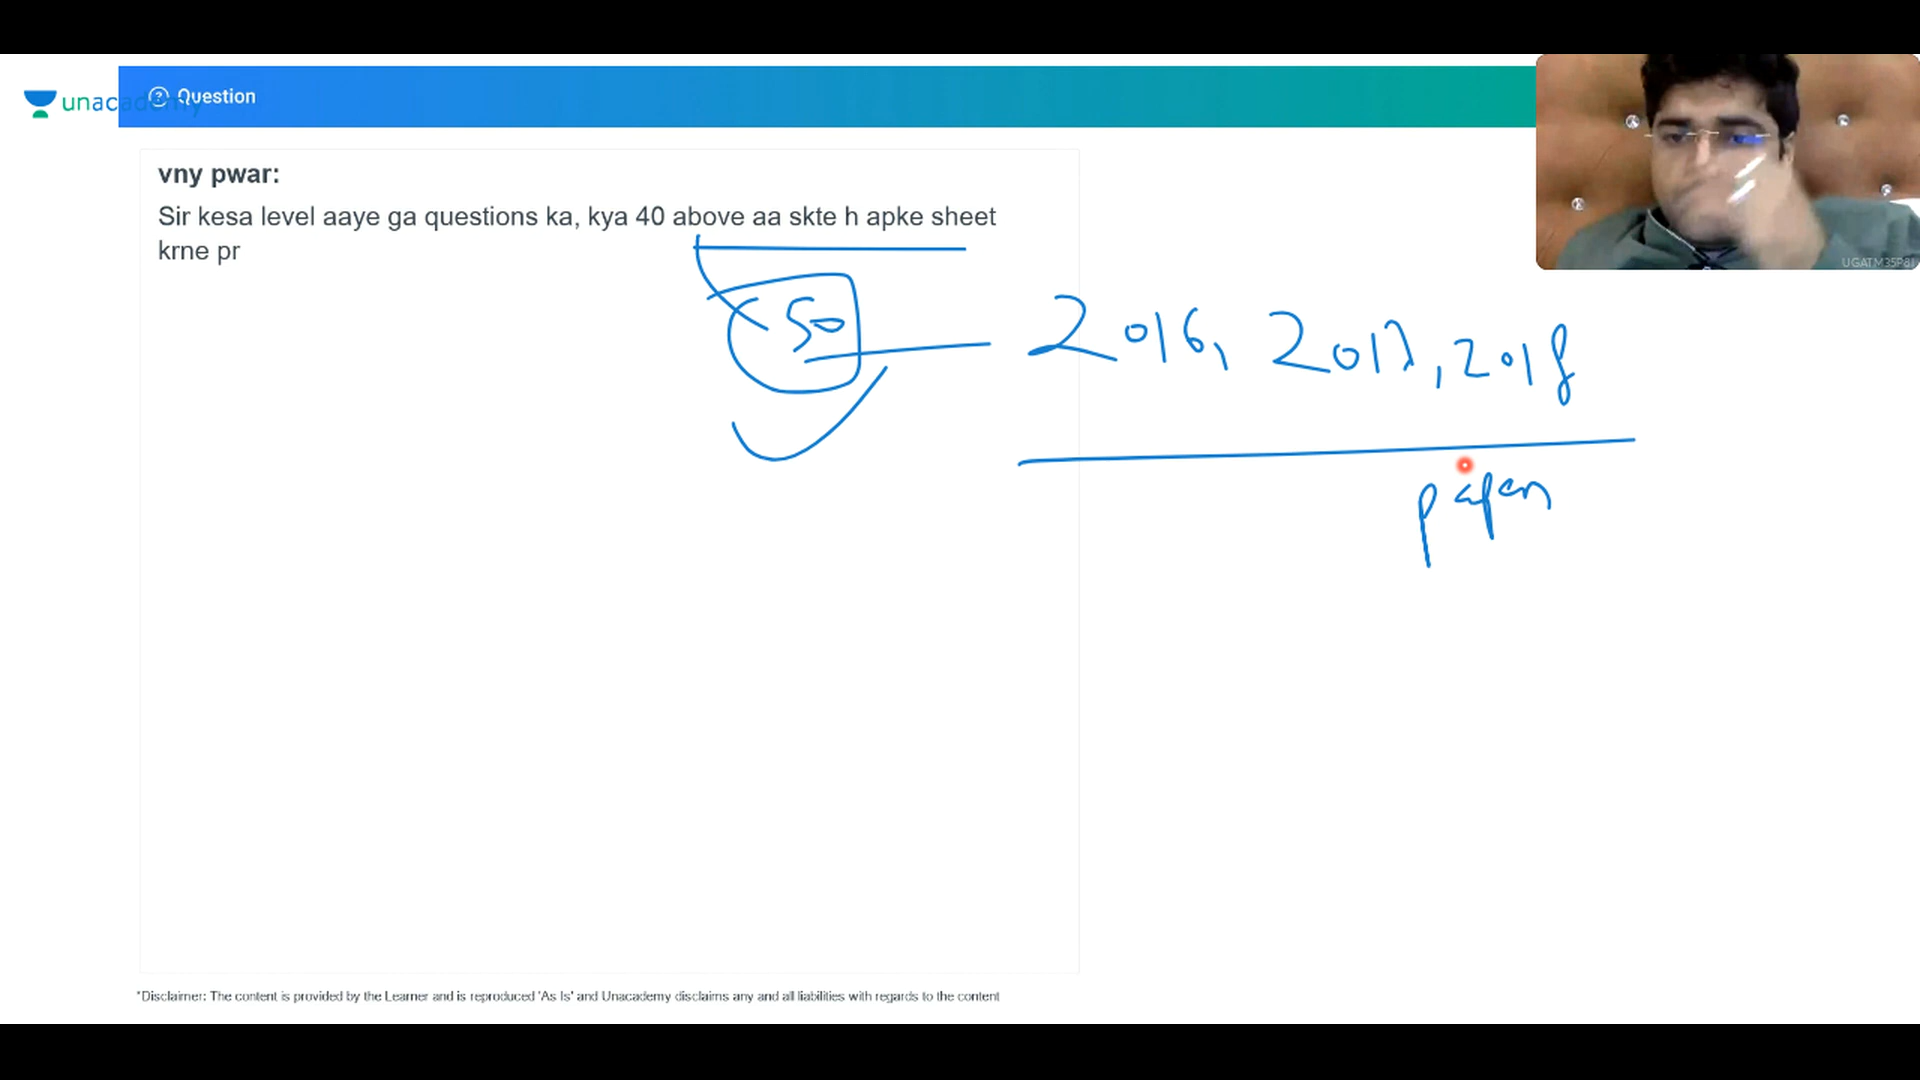 unacademy
Question
vny pwar:
Sir kesa level aaye ga questions ka, kya 40 above aa skte h apke sheet
krne pr
50
2016, 2017, 2018
paper
UGATM35P8I
*Disclaimer: The content is provided by the Learner and is reproduced 'As Is' and Unacademy disclaims any and all liabilities with regards to the content